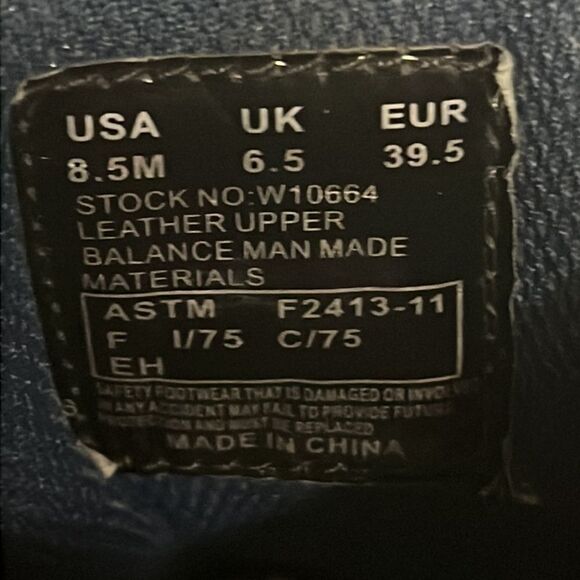 USA UK EUR
8.5M 6.5 39.5
STOCK NO:W10664
LEATHER UPPER
BALANCE MAN MADE
MATERIALS
ASTM F2413-11
F I/75 C/75
EH
SAFETY FOOTWEAR THAT IS DAMAGED OR INVOLVED
IN ANY ACCIDENT MAY FAIL TO PROVIDE FUTURE
PROTECTION AND MUST BE REPLACED
MADE IN CHINA